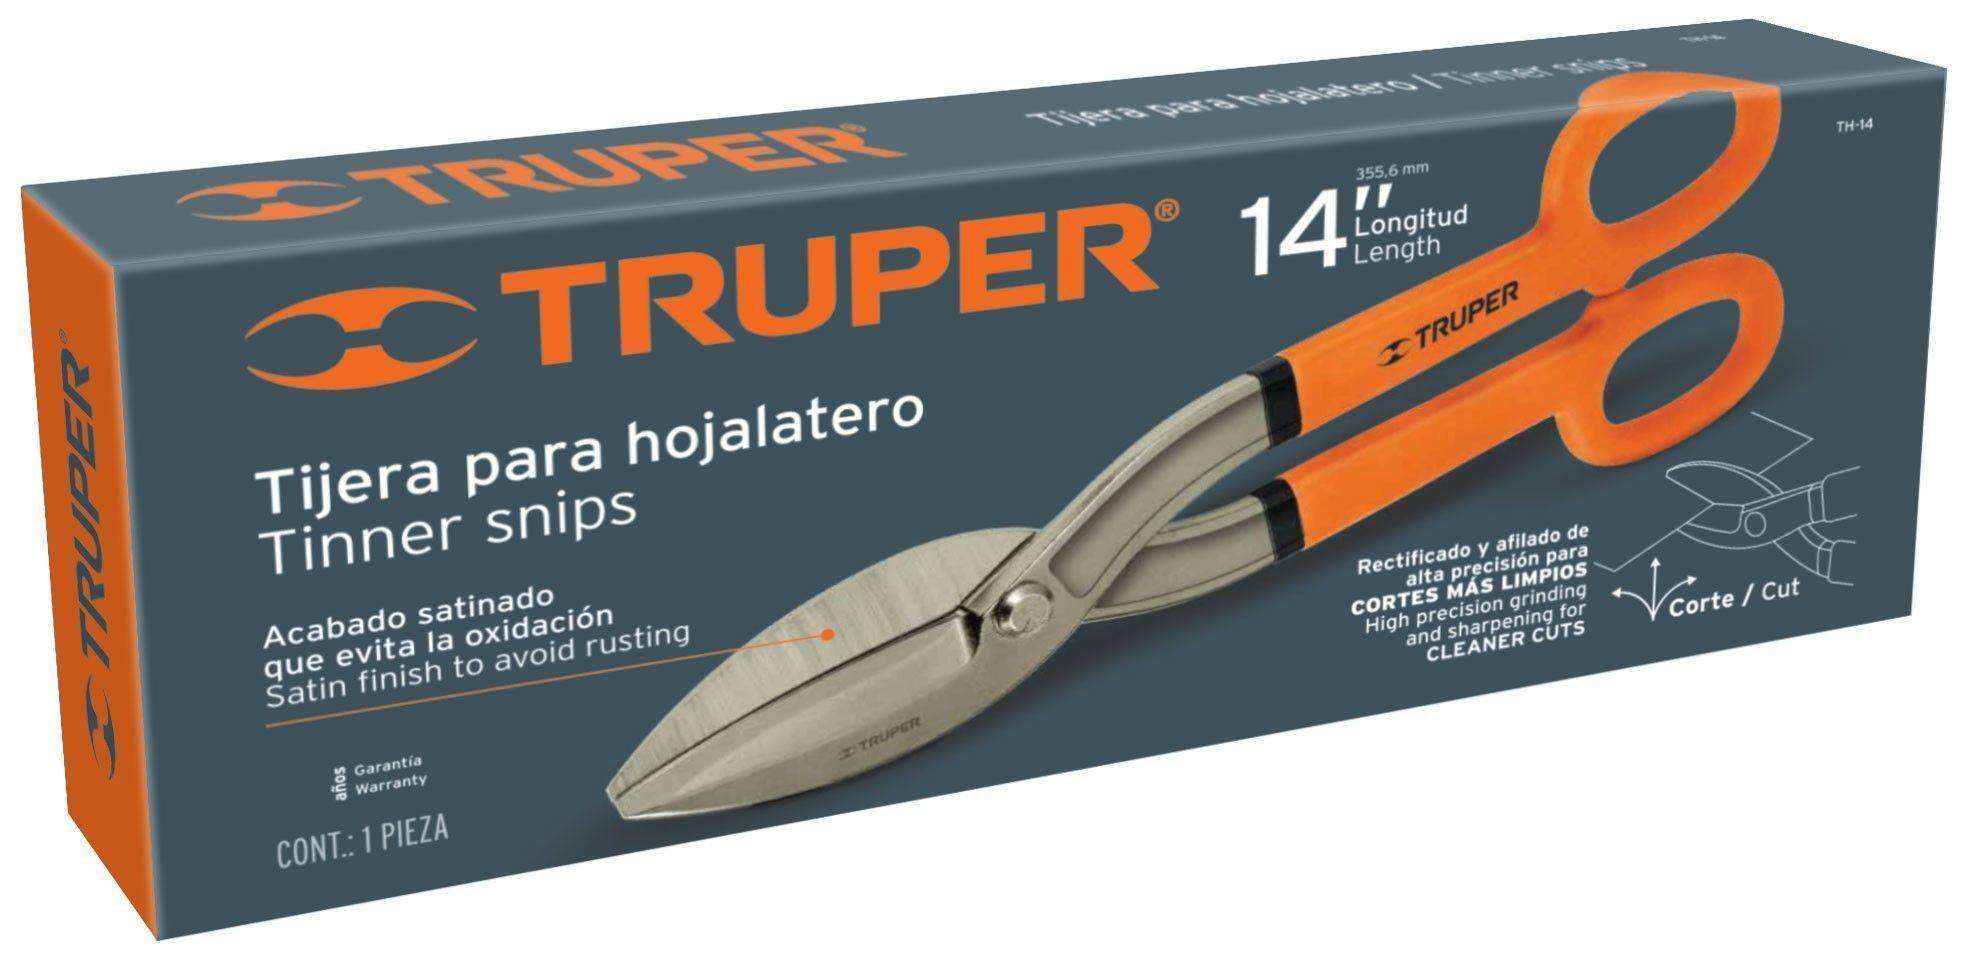 TH-14
Tijera para hojalatero / Tinner snips
TRUPER®
TH-14
TRUPER®
355,6 mm
14"
Longitud
Length
TRUPER
TRUPER®
Tijera para hojalatero
Tinner snips
Acabado satinado
que evita la oxidación
Satin finish to avoid rusting
TRUPER
Rectificado y afilado de
alta precisión para
CORTES MÁS LIMPIOS
High precision grinding
and sharpening for
CLEANER CUTS
Corte / Cut
años
Garantía
Warranty
CONT.: 1 PIEZA